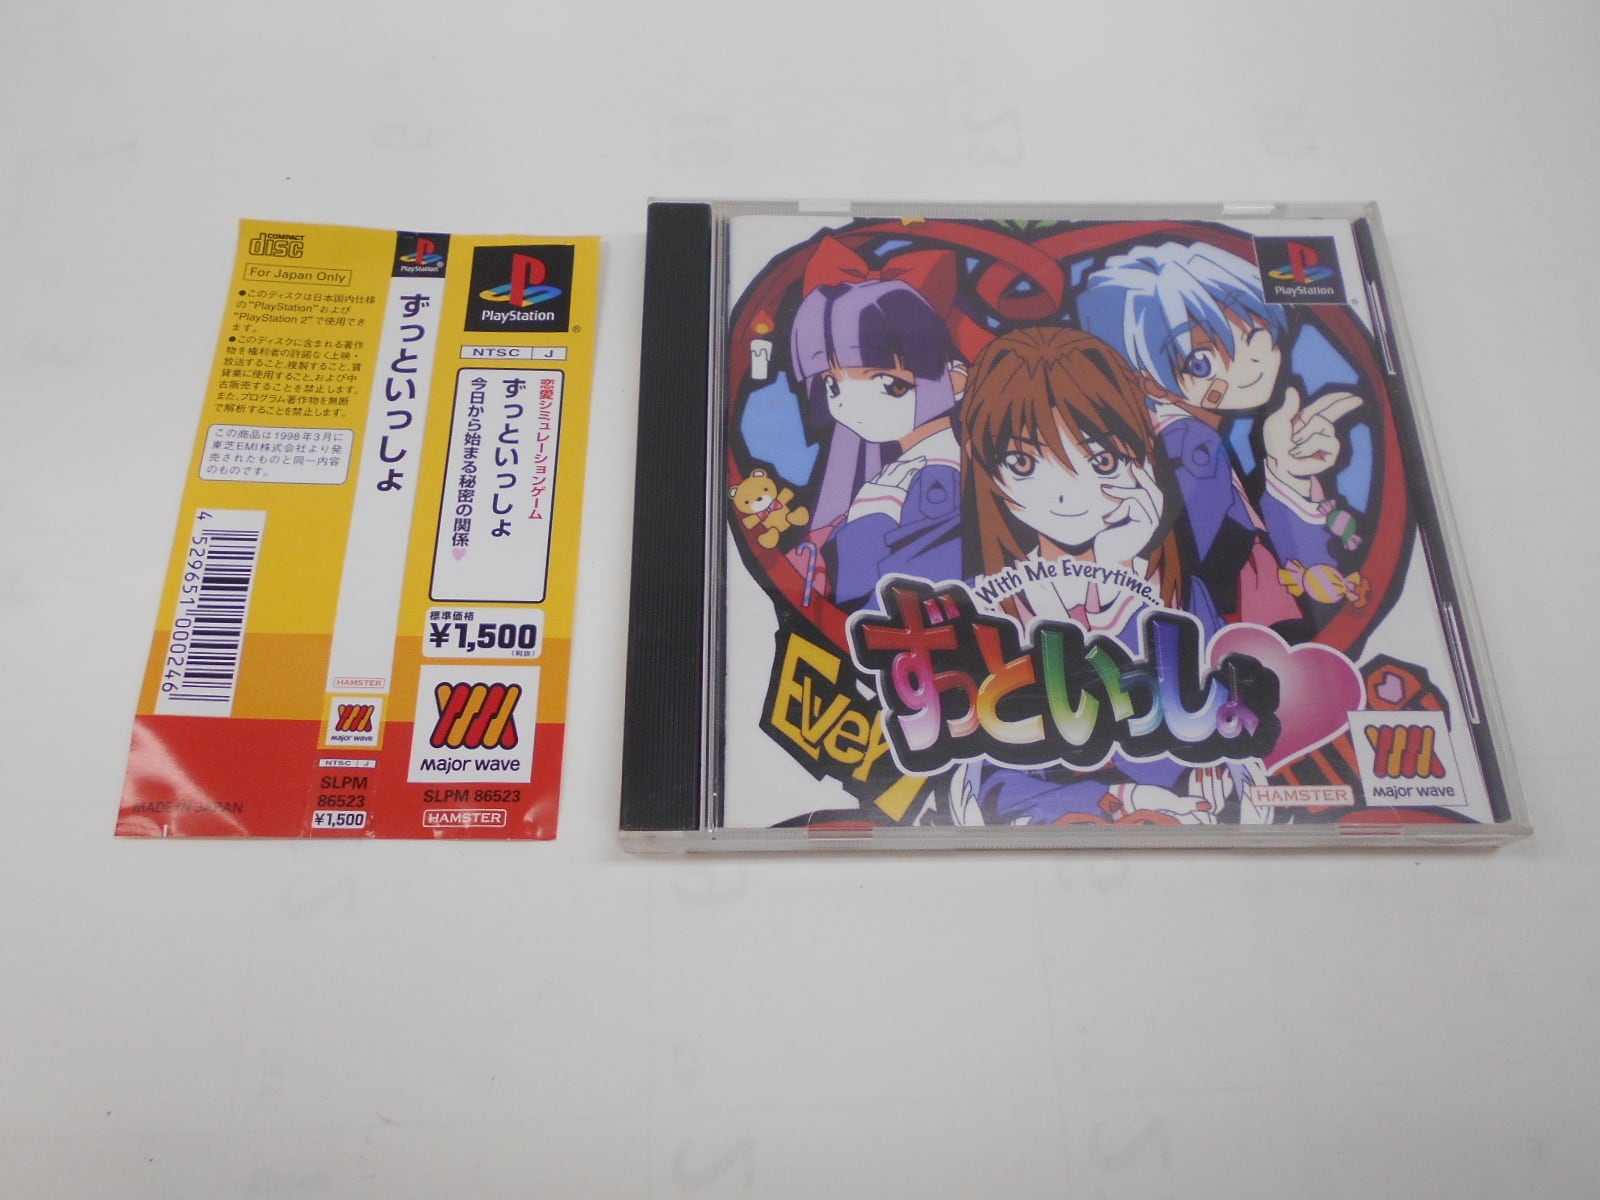 COMPACT
disc
For Japan Only
●このディスクは日本国内仕様
の"PlayStation"および
"PlayStation 2"で使用でき
ます。
●このディスクに含まれる著作
物を権利者の許諾なく上映・
放送すること、複製すること、賃
貸業に使用すること、および中
古販売することを禁止します。
また、プログラム著作物を無断
で解析することを禁止します。
この商品は1998年3月に
東芝EMI株式会社より発
売されたものと同一内容
のものです。
4 529651 000246
MADE IN JAPAN
PlayStation
ずっといっしょ
HAMSTER
major wave
NTSC J
SLPM
86523
¥1,500
PlayStation
NTSC J
恋愛シミュレーションゲーム
ずっといっしょ
今日から始まる秘密の関係
標準価格
¥1,500
(税抜)
major wave
SLPM 86523
HAMSTER
PlayStation
With Me Everytime...
ずっといっしょ
Every
HAMSTER
major wave